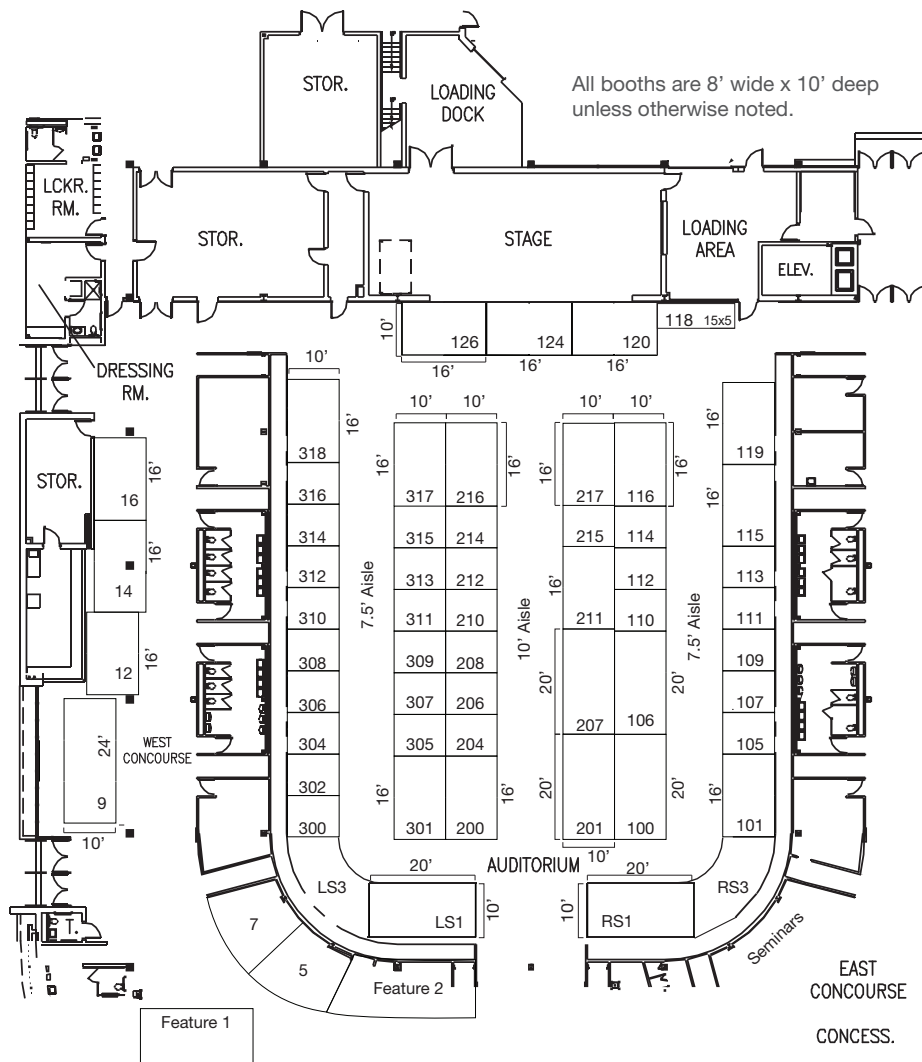 All booths are 8’ wide x 10’ deep
unless otherwise noted.
STOR.
LOADING
DOCK
LCKR.
RM.
STOR.
STAGE
LOADING
AREA
ELEV.
DRESSING
RM.
10’
126
124
120
118 15x5
16’
16’
16’
10’
16’
318
316
314
312
310
308
306
304
302
300
7.5’ Aisle
10’
10’
16’
16’
317
216
315
214
313
212
311
210
309
208
307
206
305
204
16’
16’
301
200
10’ Aisle
10’
10’
16’
16’
217
116
215
114
112
16’
211
110
20’
20’
207
106
20’
20’
201
100
10’
7.5’ Aisle
16’
119
16’
115
113
111
109
107
105
16’
101
STOR.
16’
16
16’
14
16’
12
24’
9
10’
WEST
CONCOURSE
AUDITORIUM
20’
20’
LS3
LS1
10’
10’
RS1
RS3
T.
7
5
Feature 2
Feature 1
Seminars
EAST
CONCOURSE
CONCESS.